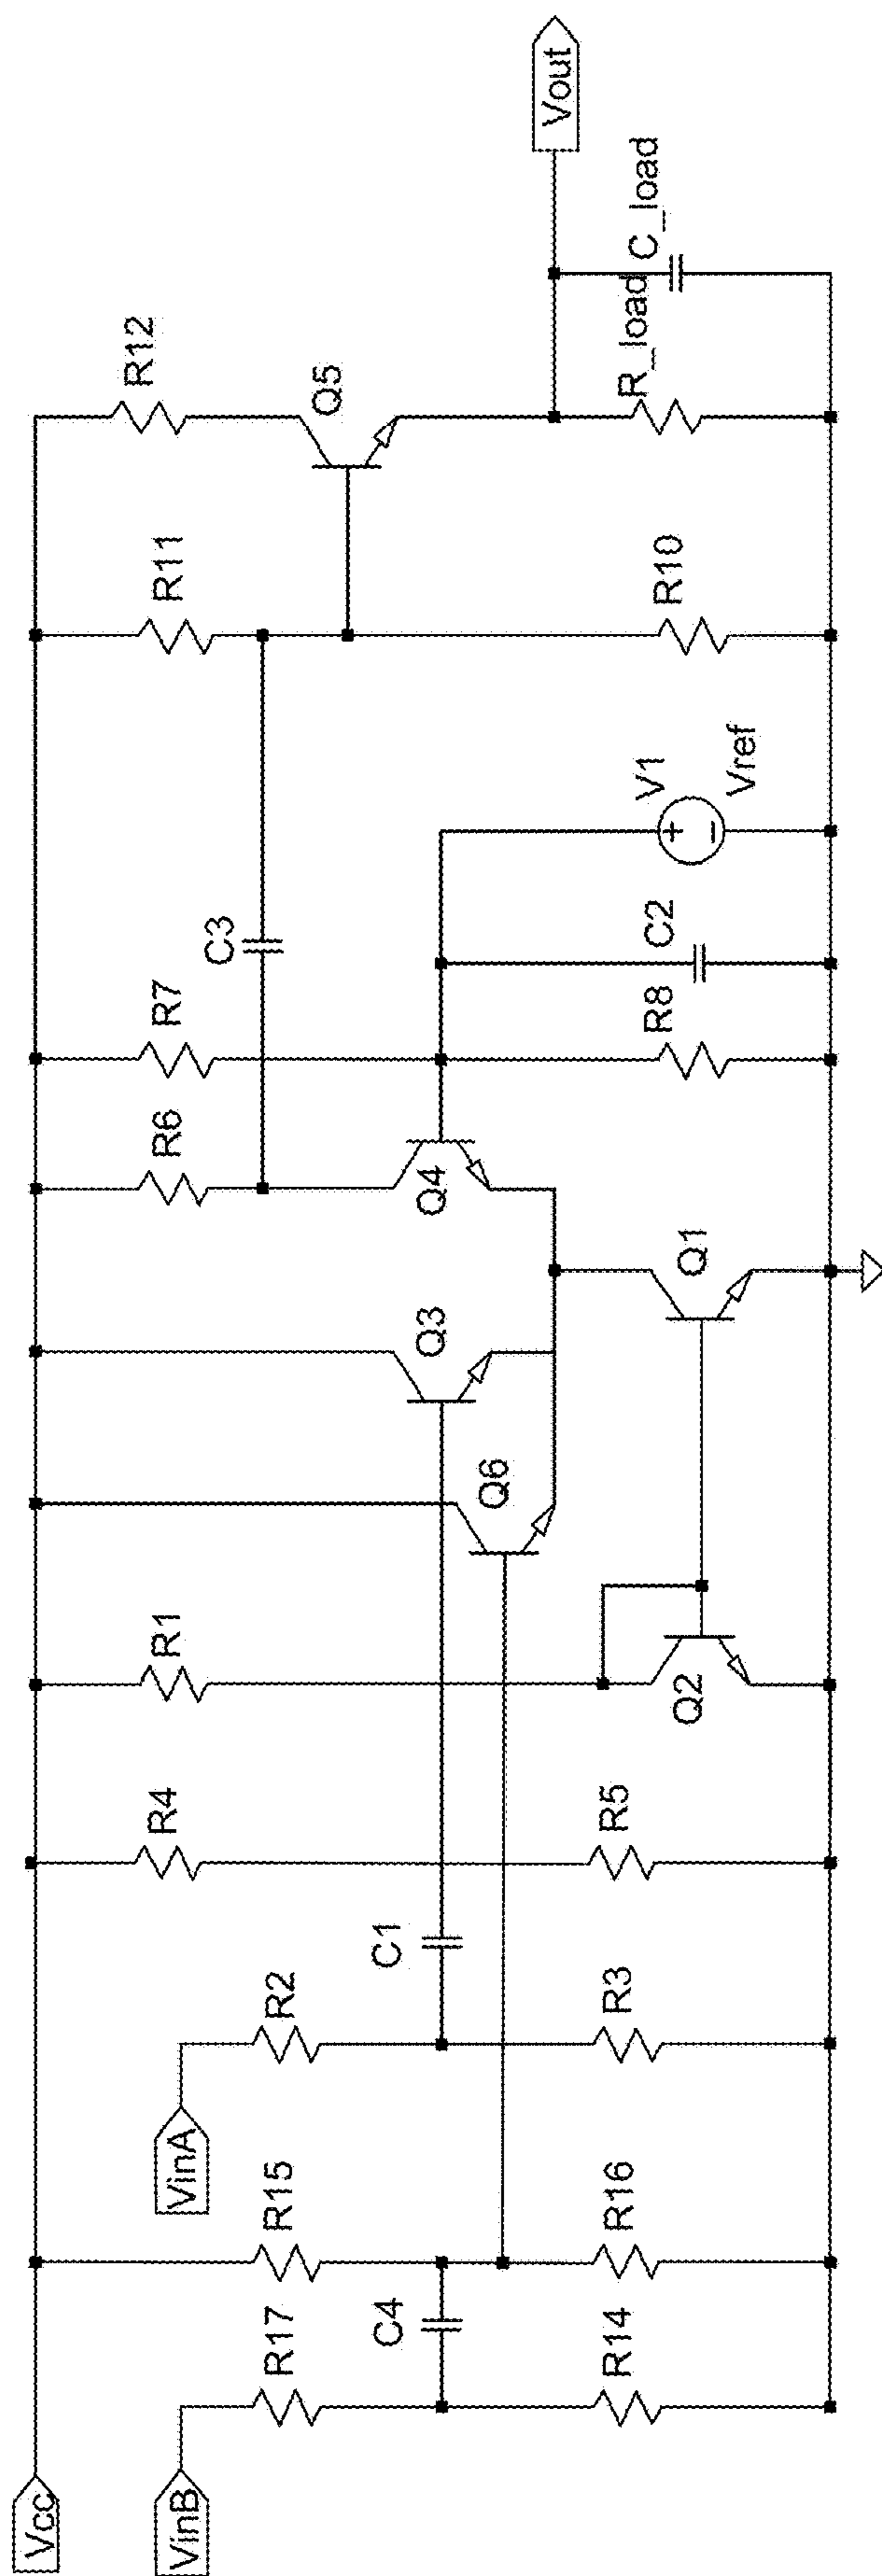 Vcc
VinB
VinA
R17
C4
R14
R15
R16
R2
C1
R3
R4
R5
R1
Q2
Q6
Q3
Q1
R6
Q4
R7
R8
C2
C3
V1
Vref
R11
R10
R12
Q5
R_load
C_load
Vout